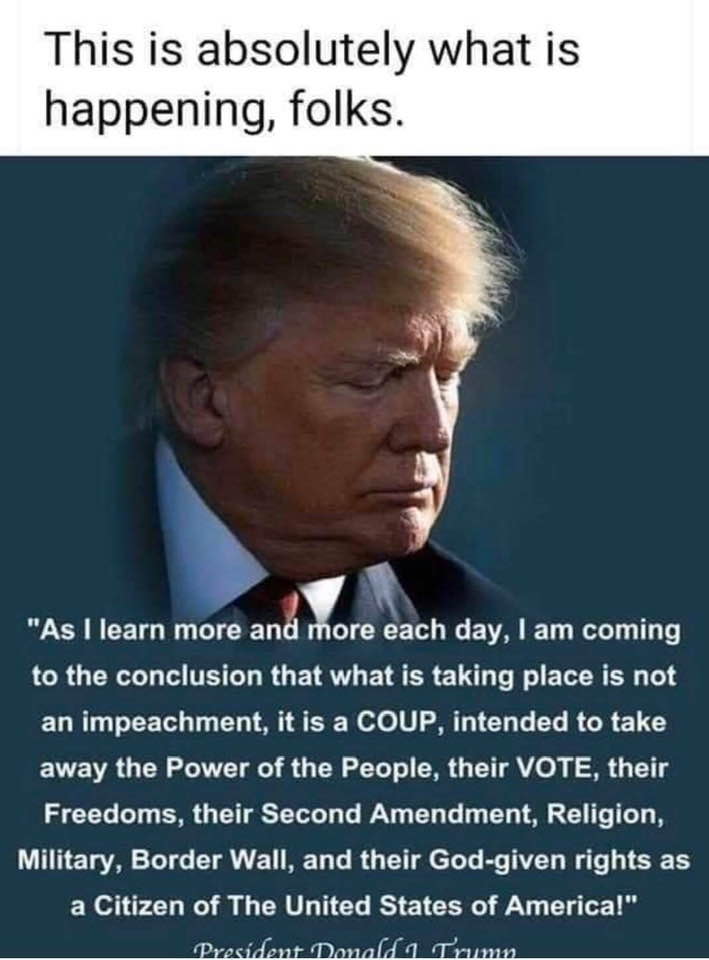 This is absolutely what is
happening, folks.
"As I learn more and more each day, I am coming
to the conclusion that what is taking place is not
an impeachment, it is a COUP, intended to take
away the Power of the People, their VOTE, their
Freedoms, their Second Amendment, Religion,
Military, Border Wall, and their God-given rights as
a Citizen of The United States of America!"
President Donald J Trump